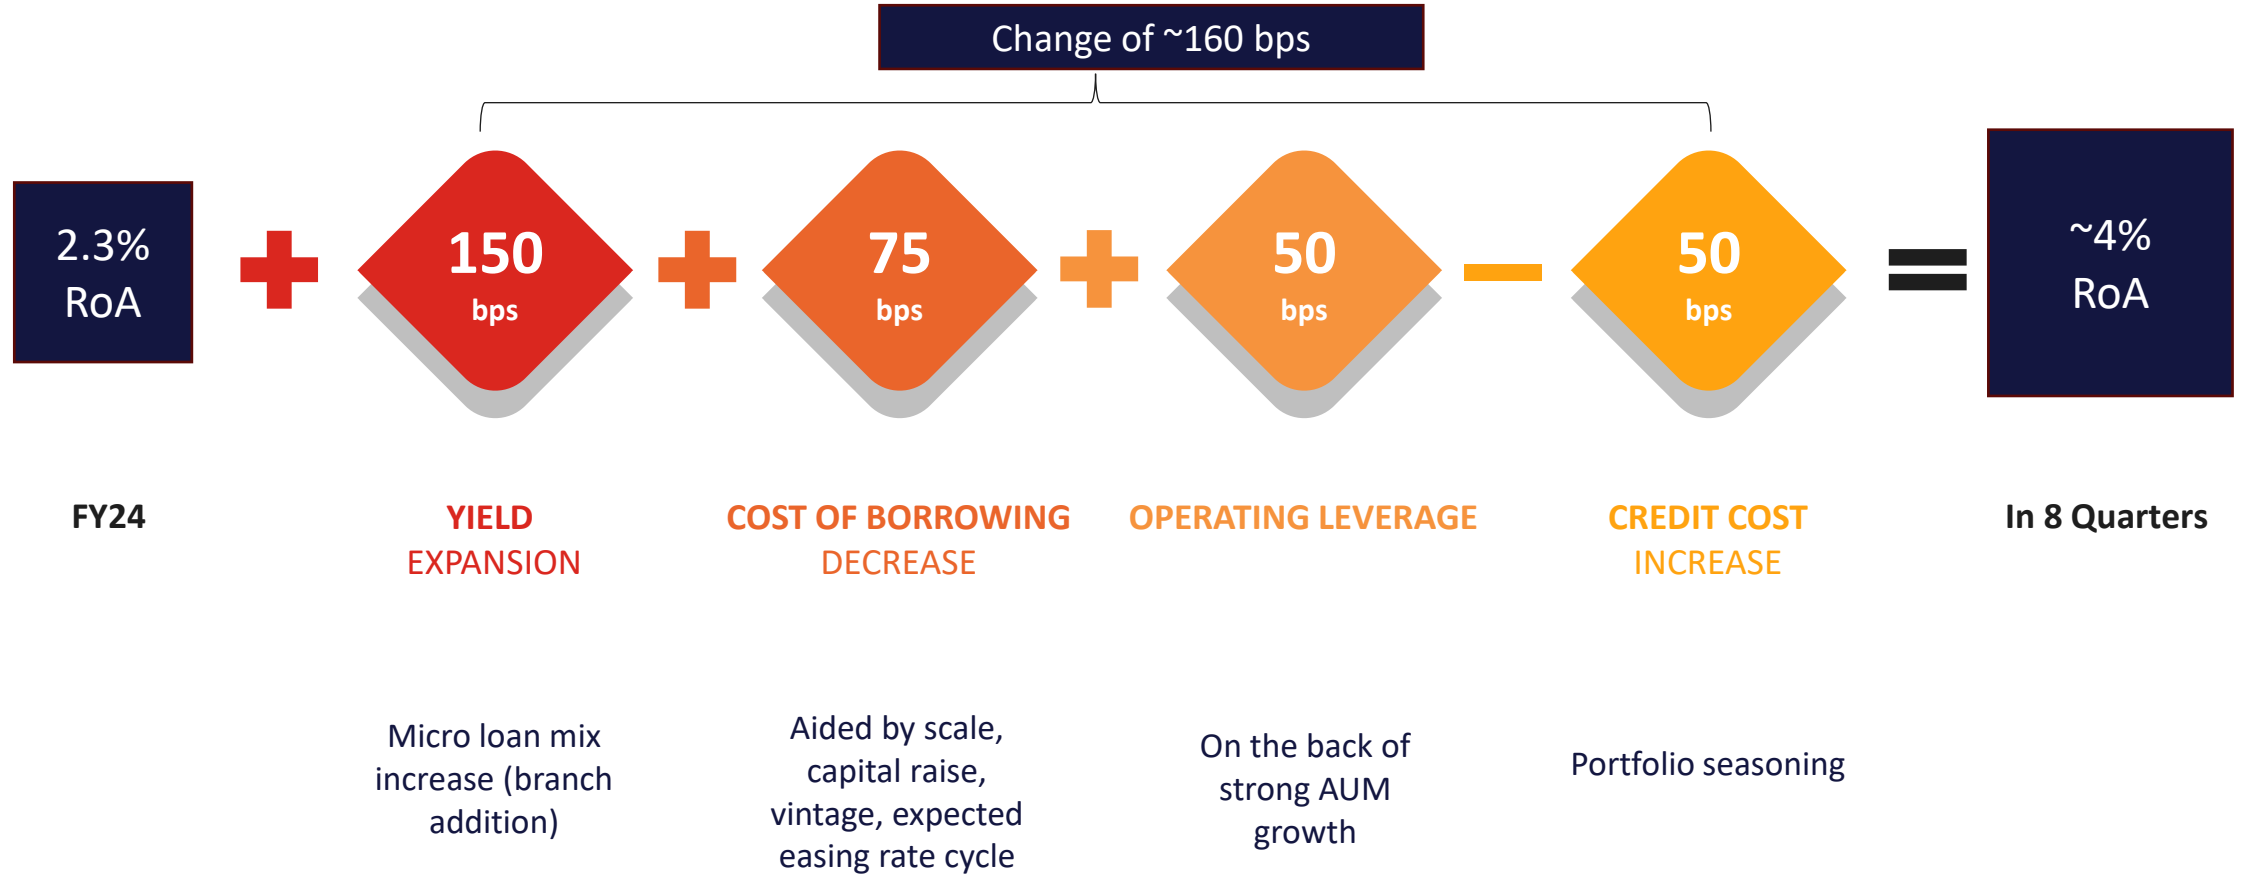 Change of ~160 bps
2.3%
RoA
150
bps
75
bps
50
bps
50
bps
~4%
RoA
FY24
YIELD
EXPANSION
COST OF BORROWING
DECREASE
OPERATING LEVERAGE
CREDIT COST
INCREASE
In 8 Quarters
Micro loan mix
increase (branch
addition)
Aided by scale,
capital raise,
vintage, expected
easing rate cycle
On the back of
strong AUM
growth
Portfolio seasoning